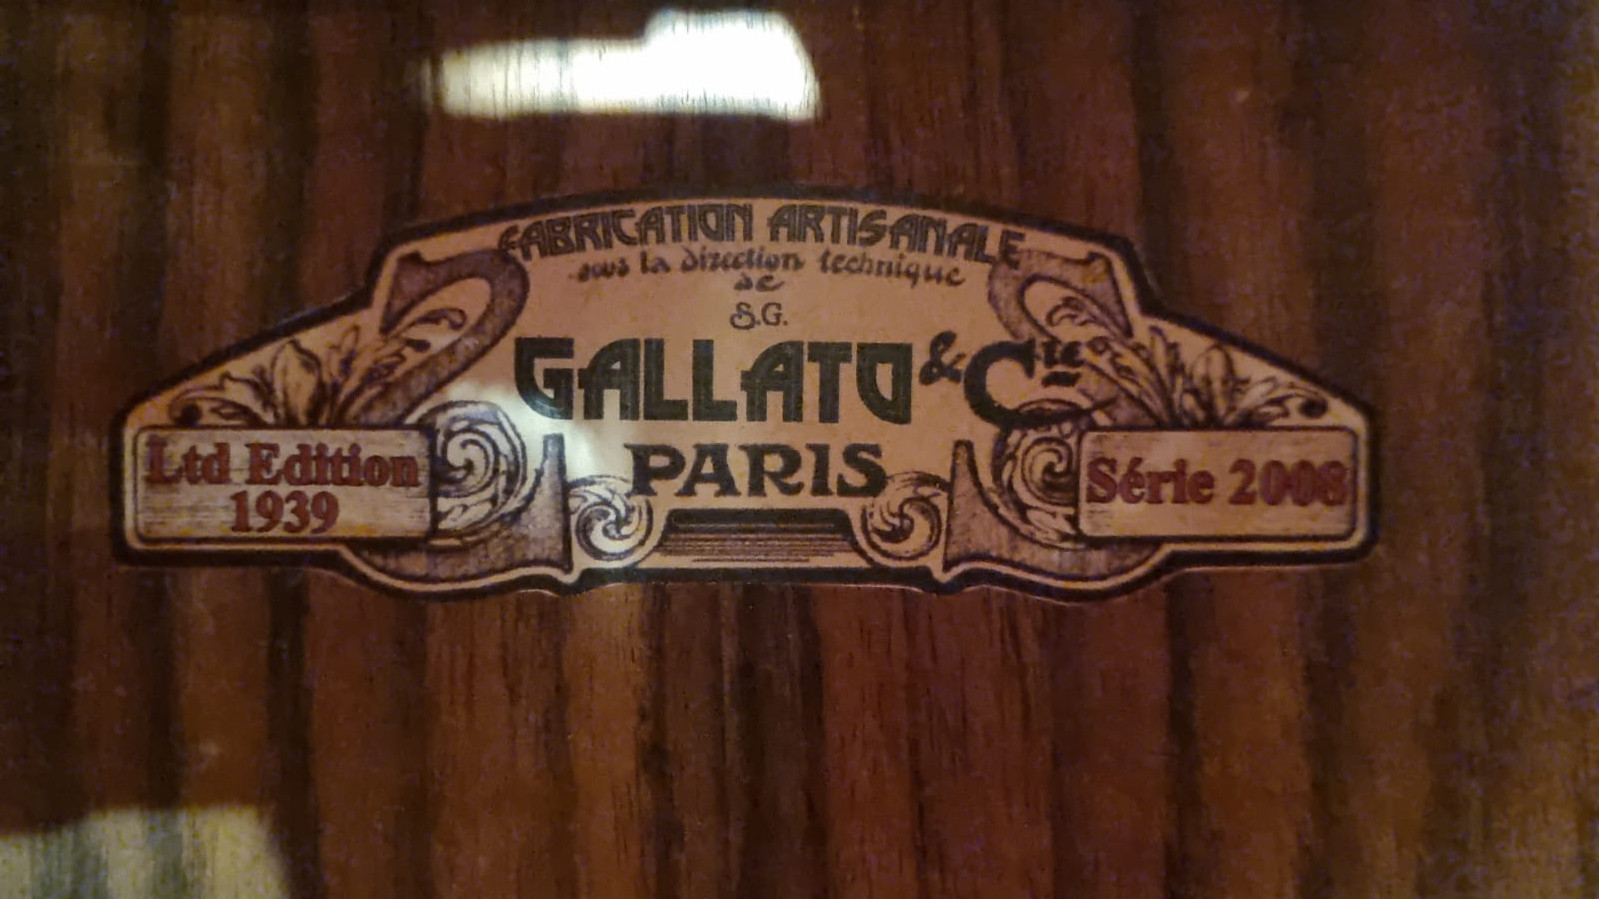 FABRICATION ARTISANALE
sous la direction technique
de
S.G.
GALLATO & Cie
PARIS
Ltd Edition
1939
Série 2008